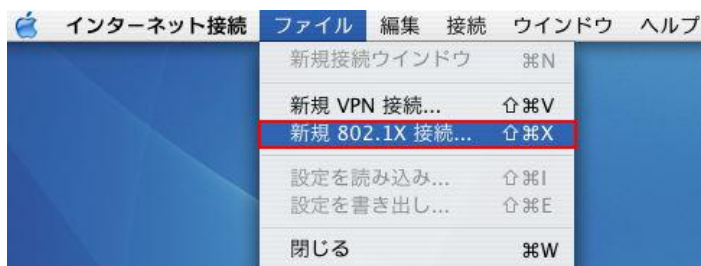 インターネット接続 ファイル 編集 接続 ウインドウ ヘルプ
新規接続ウインドウ ⌘N
新規 VPN 接続... ⇧⌘V
新規 802.1X 接続... ⇧⌘X
設定を読み込み... ⇧⌘I
設定を書き出し... ⇧⌘E
閉じる ⌘W